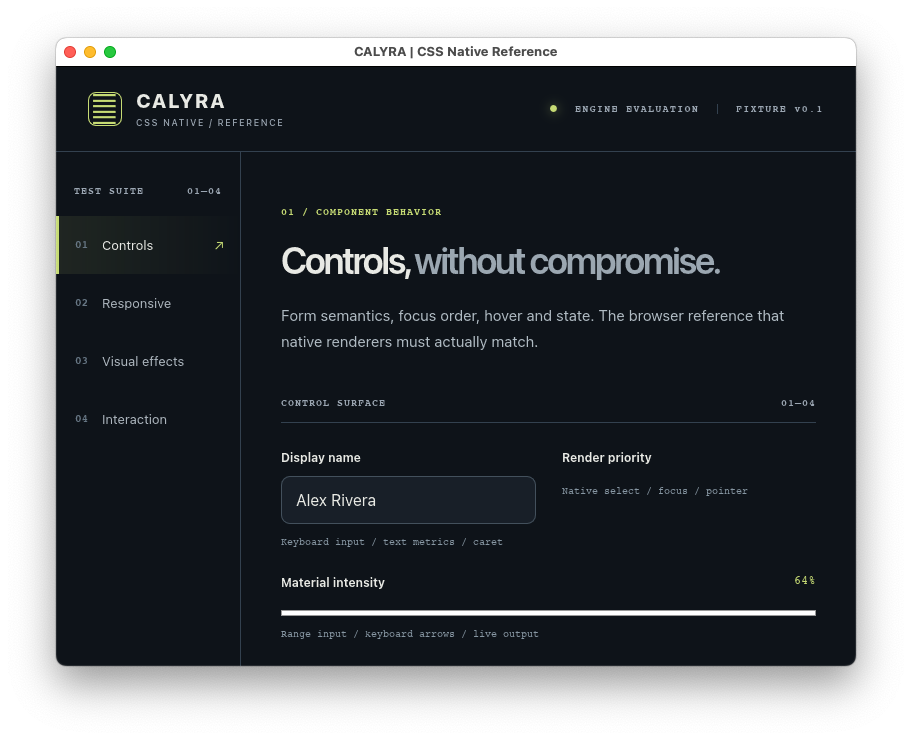 CALYRA | CSS Native Reference
CALYRA
CSS NATIVE / REFERENCE
ENGINE EVALUATION
FIXTURE v0.1
TEST SUITE 01—04
01 Controls ↗
02 Responsive
03 Visual effects
04 Interaction
01 / COMPONENT BEHAVIOR
Controls, without compromise.
Form semantics, focus order, hover and state. The browser reference that
native renderers must actually match.
CONTROL SURFACE 01—04
Display name
Alex Rivera
Keyboard input / text metrics / caret
Render priority
Native select / focus / pointer
Material intensity 64%
Range input / keyboard arrows / live output